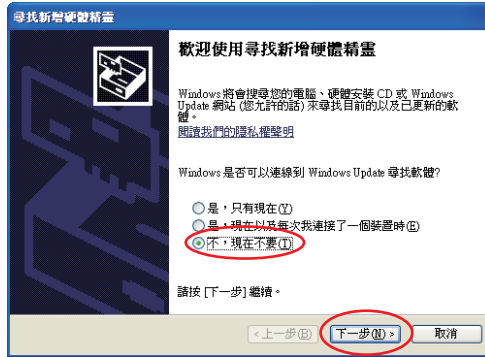 尋找新增硬體精靈
歡迎使用尋找新增硬體精靈
Windows 將會搜尋您的電腦、硬體安裝 CD 或 Windows
Update 網站 (您允許的話) 來尋找目前的以及已更新的軟
體。
閱讀我們的隱私權聲明
Windows 是否可以連線到 Windows Update 尋找軟體?
是，只有現在(Y)
是，現在以及每次我連接了一個裝置時(E)
不，現在不要(T)
請按 [下一步] 繼續。
<上一步(B) 下一步(N)> 取消